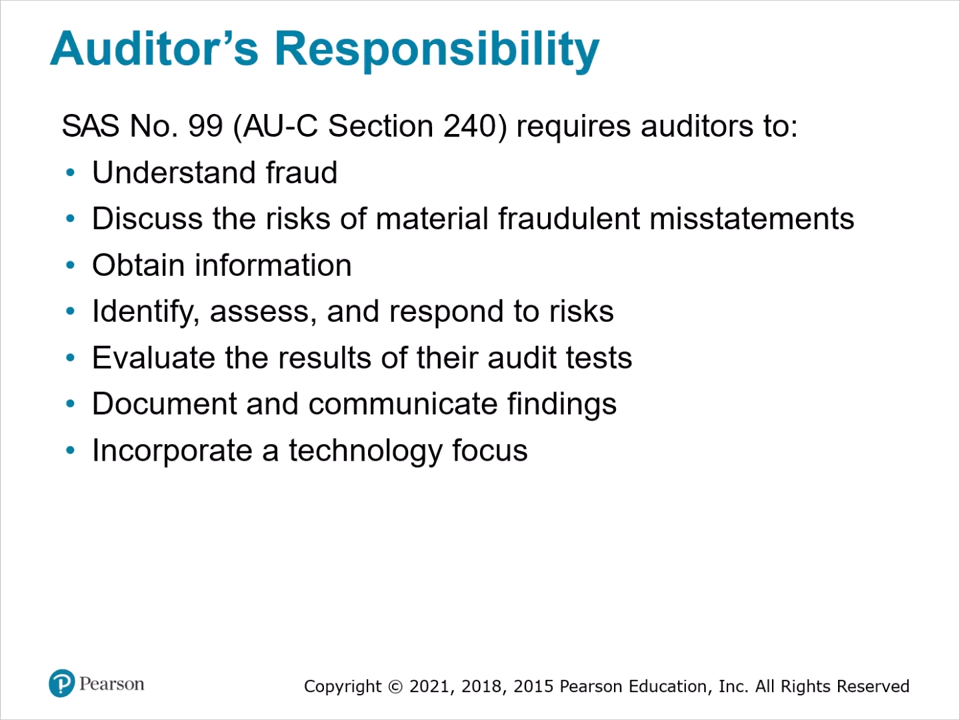 Auditor’s Responsibility
SAS No. 99 (AU-C Section 240) requires auditors to:
• Understand fraud
• Discuss the risks of material fraudulent misstatements
• Obtain information
• Identify, assess, and respond to risks
• Evaluate the results of their audit tests
• Document and communicate findings
• Incorporate a technology focus
P Pearson
Copyright © 2021, 2018, 2015 Pearson Education, Inc. All Rights Reserved